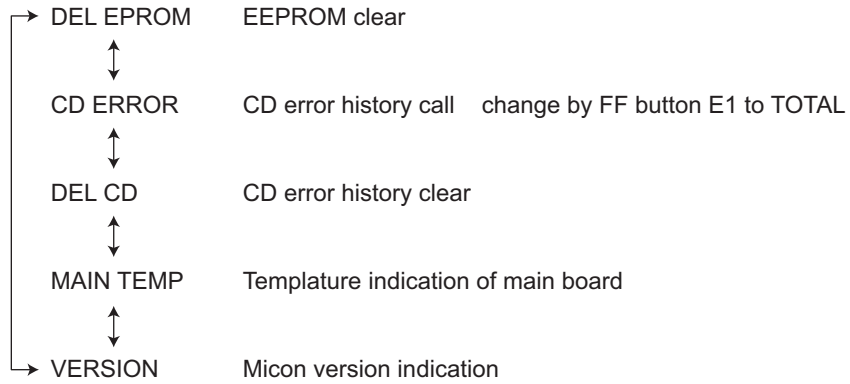 DEL EPROM EEPROM clear
CD ERROR CD error history call change by FF button E1 to TOTAL
DEL CD CD error history clear
MAIN TEMP Templature indication of main board
VERSION Micon version indication